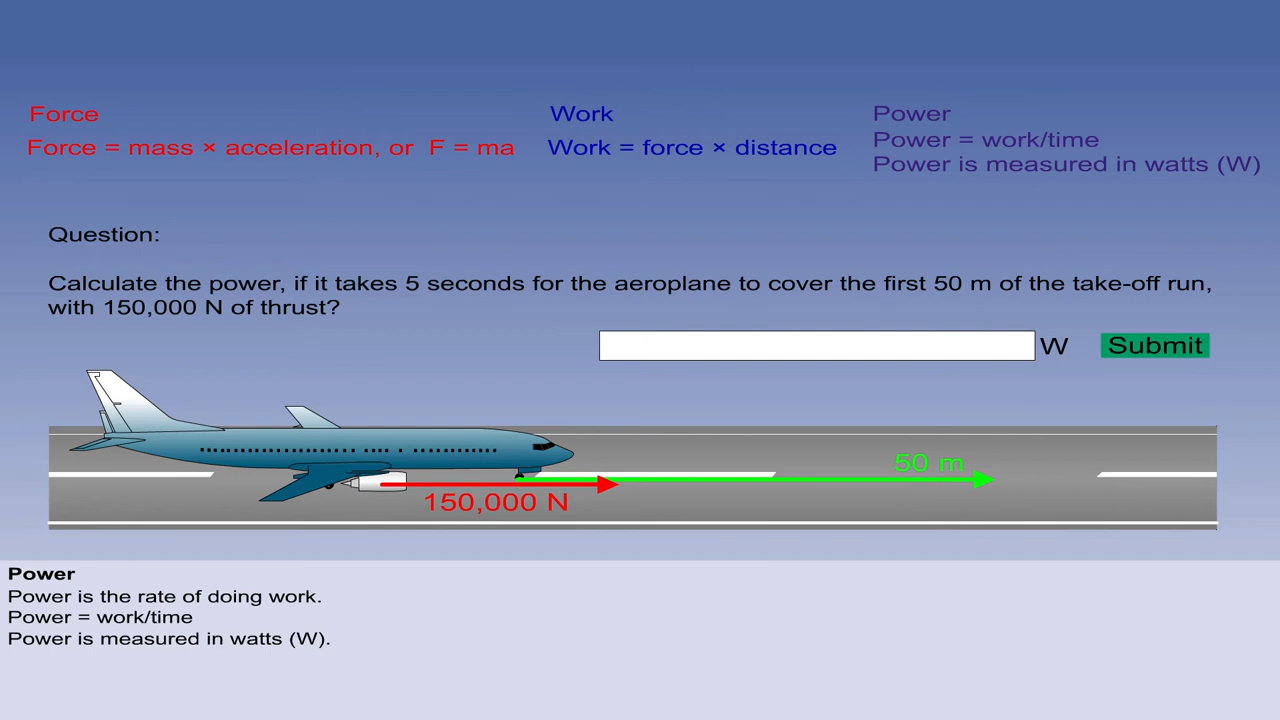 Force
Force = mass × acceleration, or F = ma
Work
Work = force × distance
Power
Power = work/time
Power is measured in watts (W)
Question:
Calculate the power, if it takes 5 seconds for the aeroplane to cover the first 50 m of the take-off run,
with 150,000 N of thrust?
W
Submit
50 m
150,000 N
Power
Power is the rate of doing work.
Power = work/time
Power is measured in watts (W).